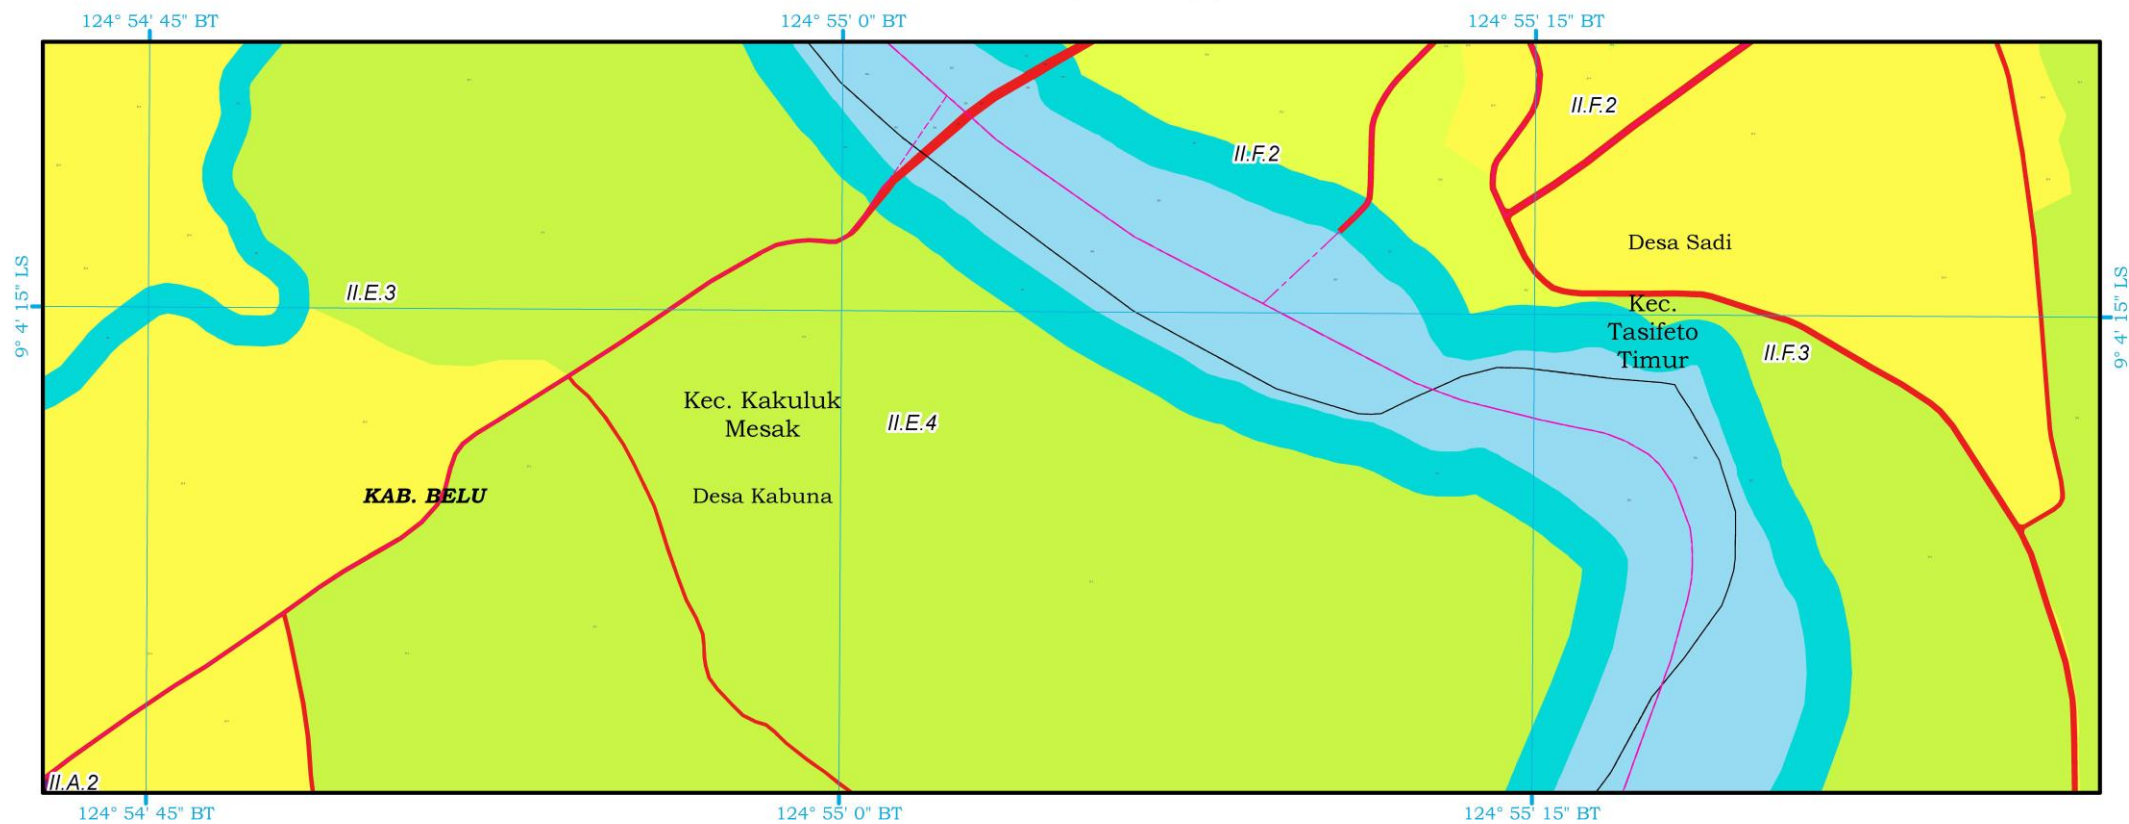 124° 54' 45" BT
124° 55' 0" BT
124° 55' 15" BT
II.F.2
II.F.2
Desa Sadi
9° 4' 15" LS
II.E.3
Kec.
Tasifeto
Timur
II.F.3
9° 4' 15" LS
Kec. Kakuluk
Mesak
II.E.4
KAB. BELU
Desa Kabuna
II.A.2
124° 54' 45" BT
124° 55' 0" BT
124° 55' 15" BT